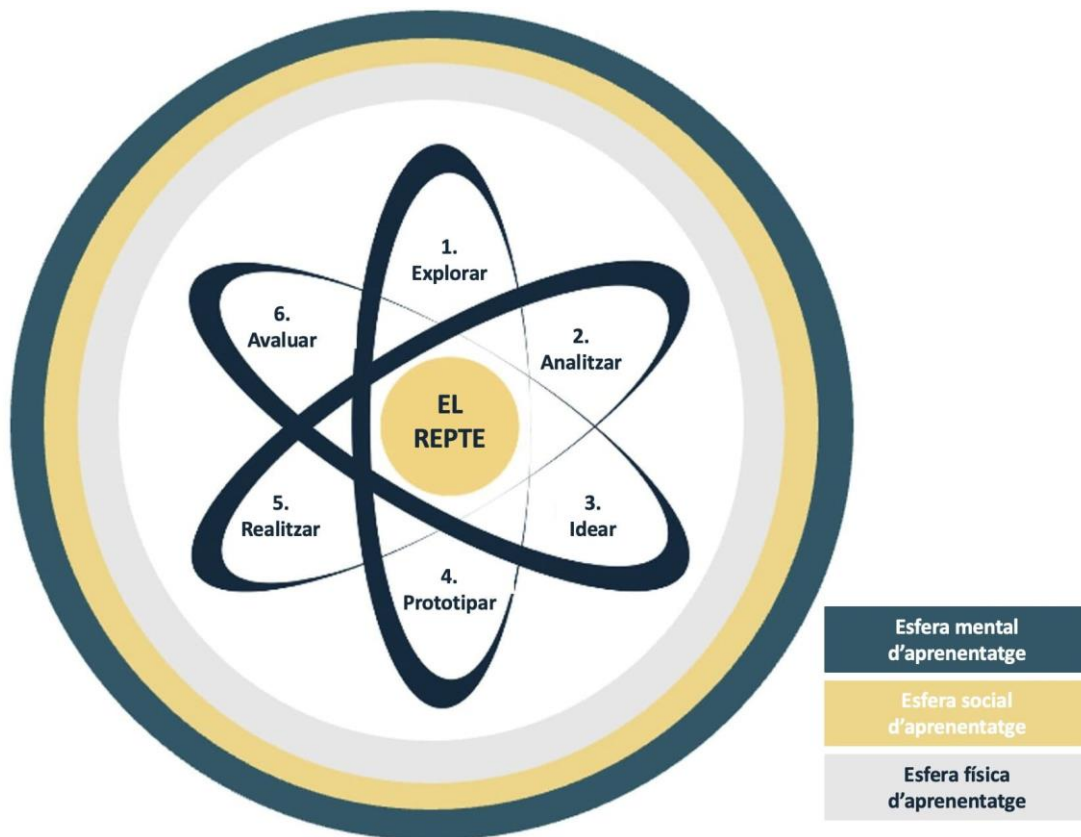 1.
Explorar
2.
Analitzar
3.
Idear
4.
Prototipar
5.
Realitzar
6.
Avaluar
EL
REPTE
Esfera mental
d’aprenentatge
Esfera social
d’aprenentatge
Esfera física
d’aprenentatge